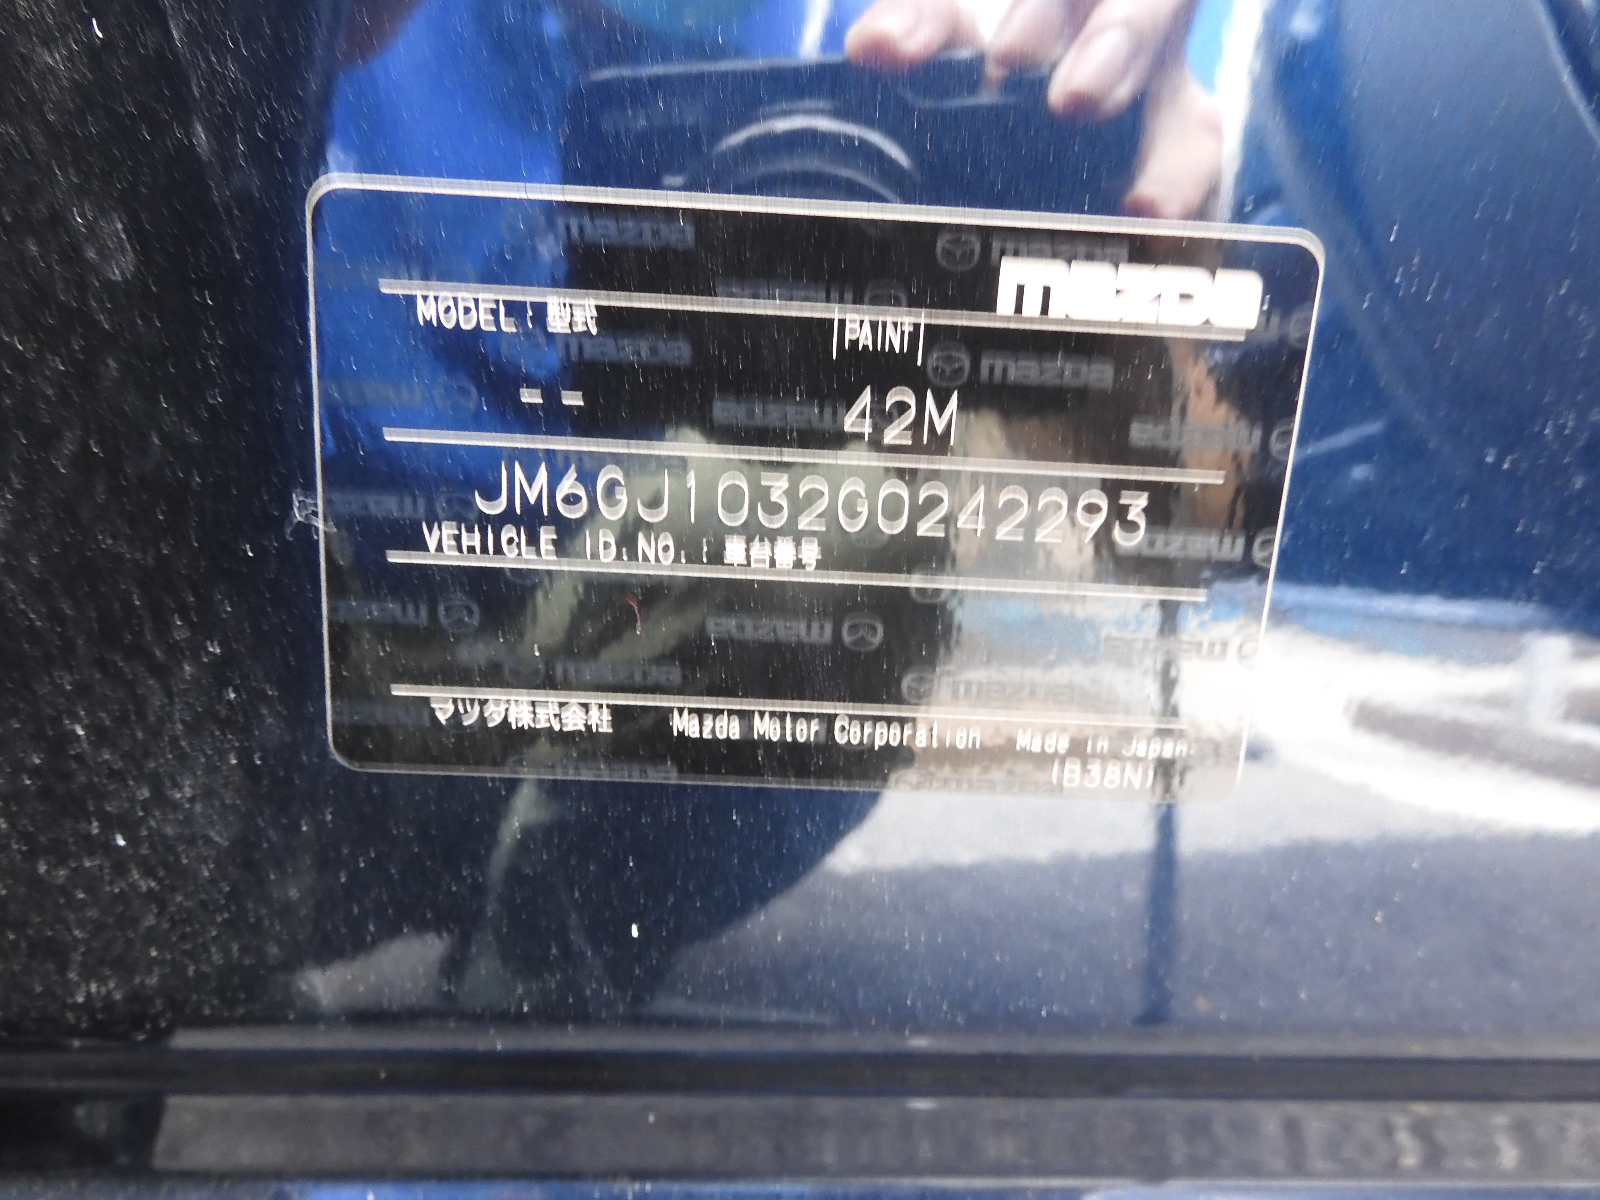 mazda
MODEL : 型式
PAINT
-- 42M
JM6GJ1032G0242293
VEHICLE ID.NO. : 車台番号
マツダ株式会社 Mazda Motor Corporation Made in Japan
(B38N)